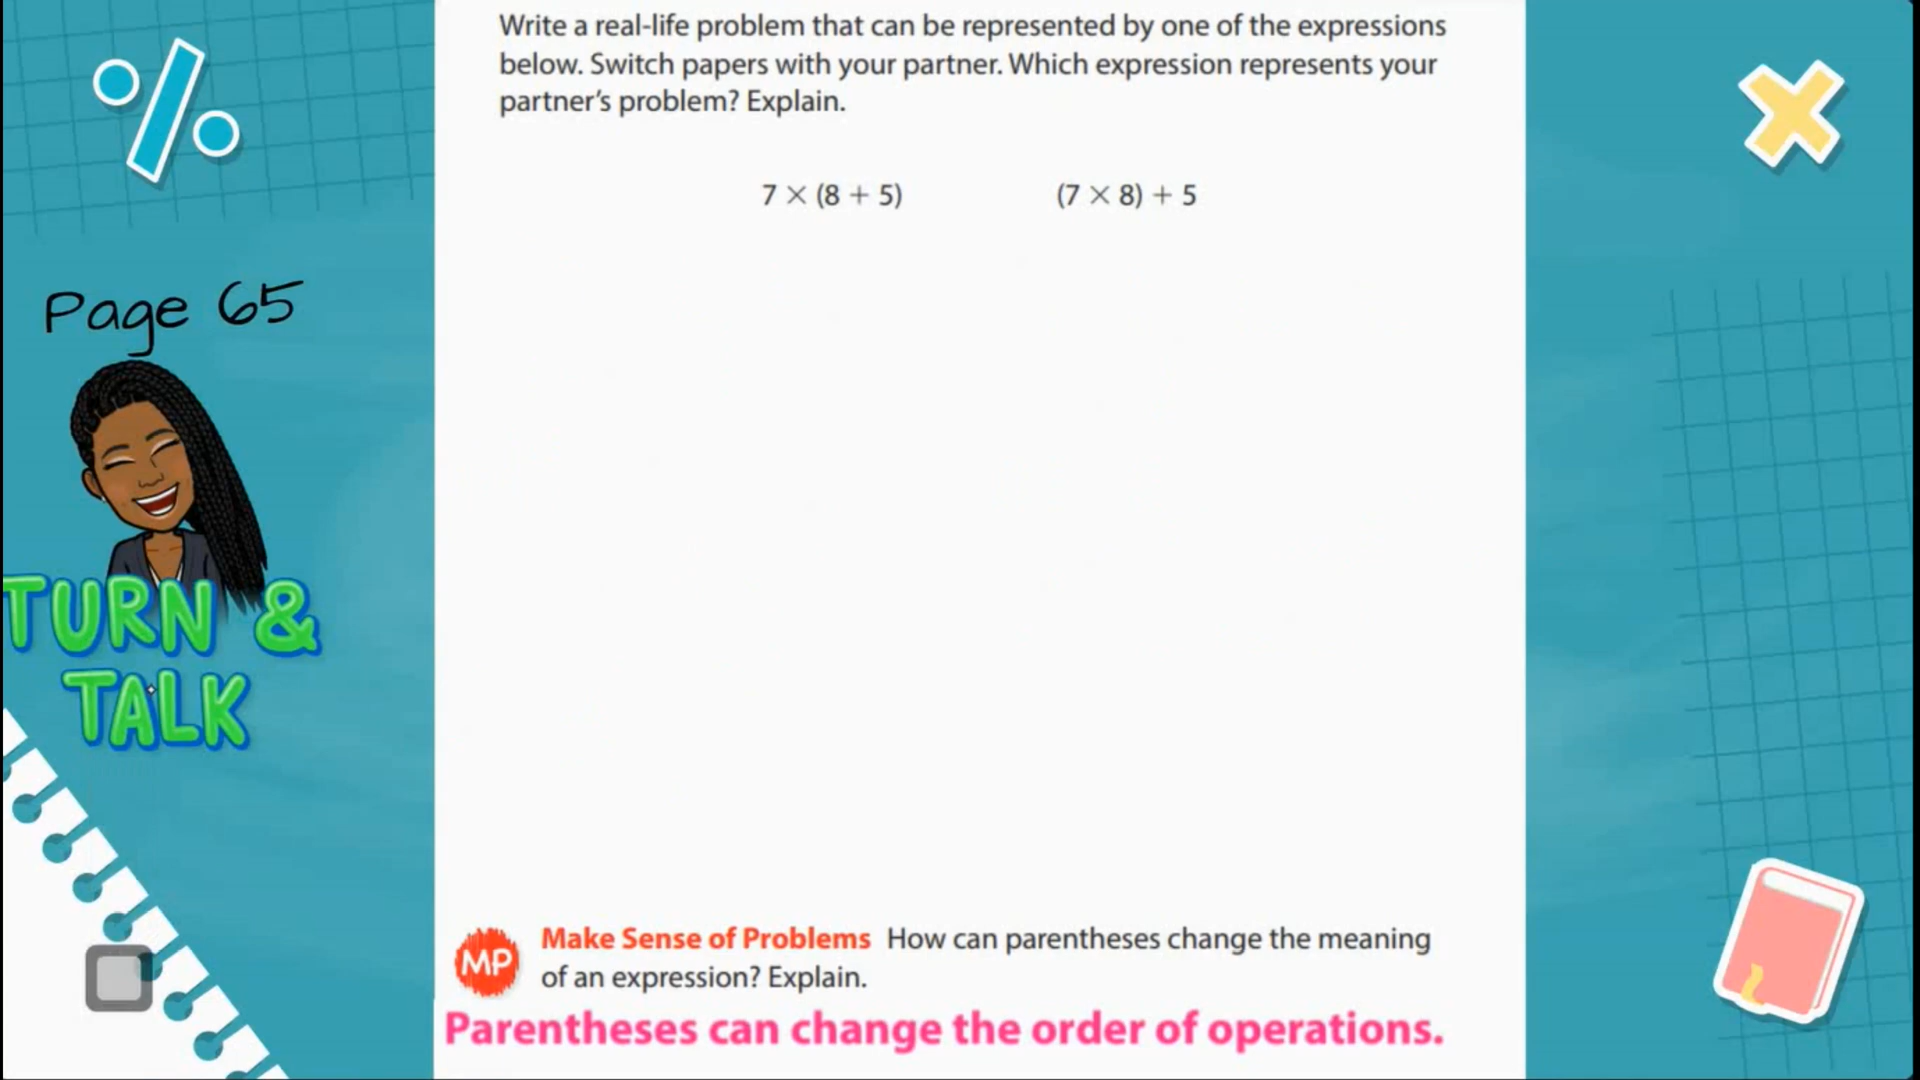 Write a real-life problem that can be represented by one of the expressions
below. Switch papers with your partner. Which expression represents your
partner's problem? Explain.
7 × (8 + 5)
(7 × 8) + 5
Page 65
TURN &
TALK
MP
Make Sense of Problems How can parentheses change the meaning
of an expression? Explain.
Parentheses can change the order of operations.